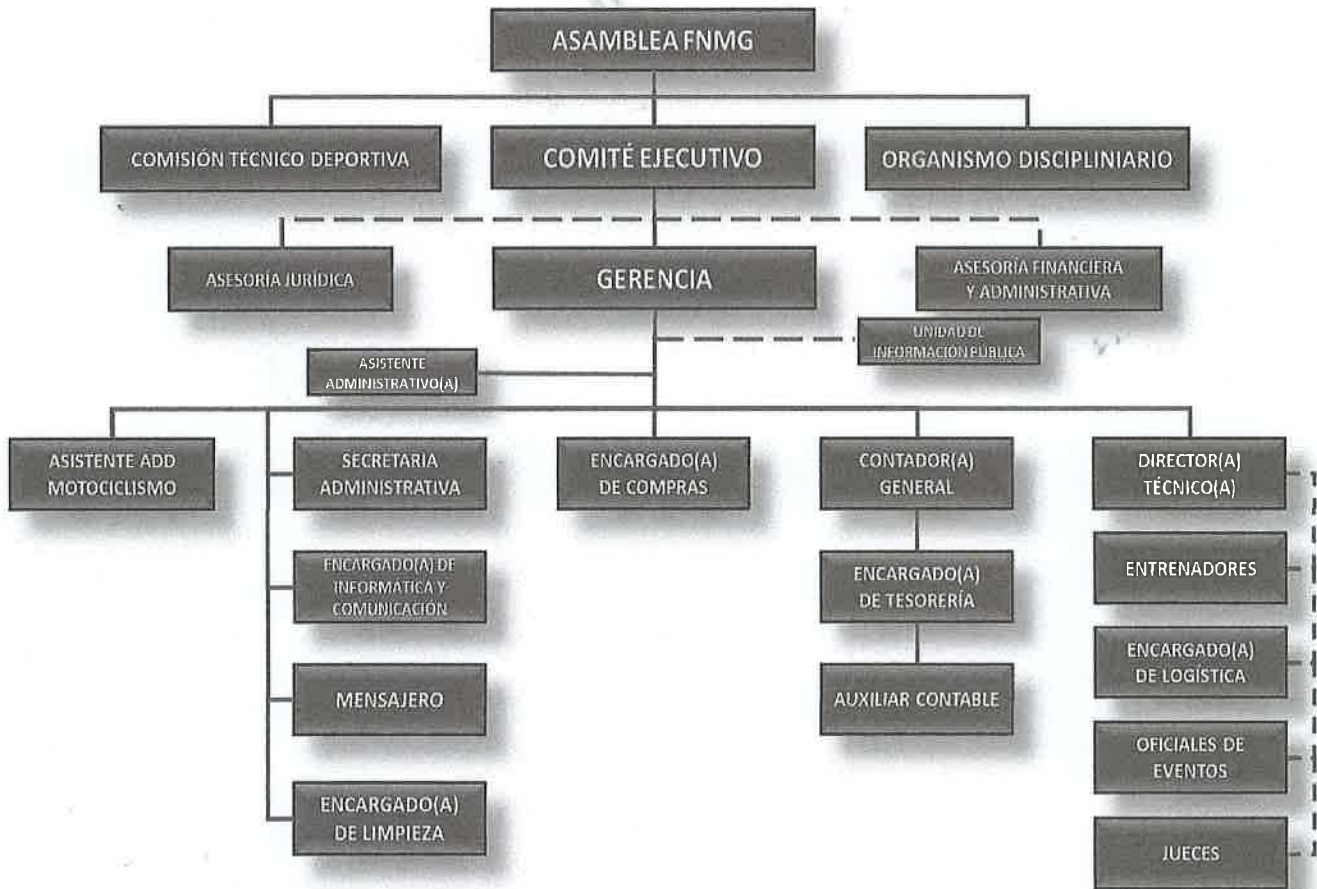 ASAMBLEA FNMG
COMISIÓN TÉCNICO DEPORTIVA
COMITÉ EJECUTIVO
ORGANISMO DISCIPLINIARIO
ASESORÍA JURÍDICA
GERENCIA
ASESORÍA FINANCIERA
Y ADMINISTRATIVA
UNIDAD DE
INFORMACIÓN PÚBLICA
ASISTENTE
ADMINISTRATIVO(A)
ASISTENTE ADD
MOTOCICLISMO
SECRETARIA
ADMINISTRATIVA
ENCARGADO(A)
DE COMPRAS
CONTADOR(A)
GENERAL
DIRECTOR(A)
TÉCNICO(A)
ENCARGADO(A) DE
INFORMÁTICA Y
COMUNICACIÓN
ENCARGADO(A)
DE TESORERÍA
ENTRENADORES
MENSAJERO
AUXILIAR CONTABLE
ENCARGADO(A)
DE LOGÍSTICA
ENCARGADO(A)
DE LIMPIEZA
OFICIALES DE
EVENTOS
JUECES